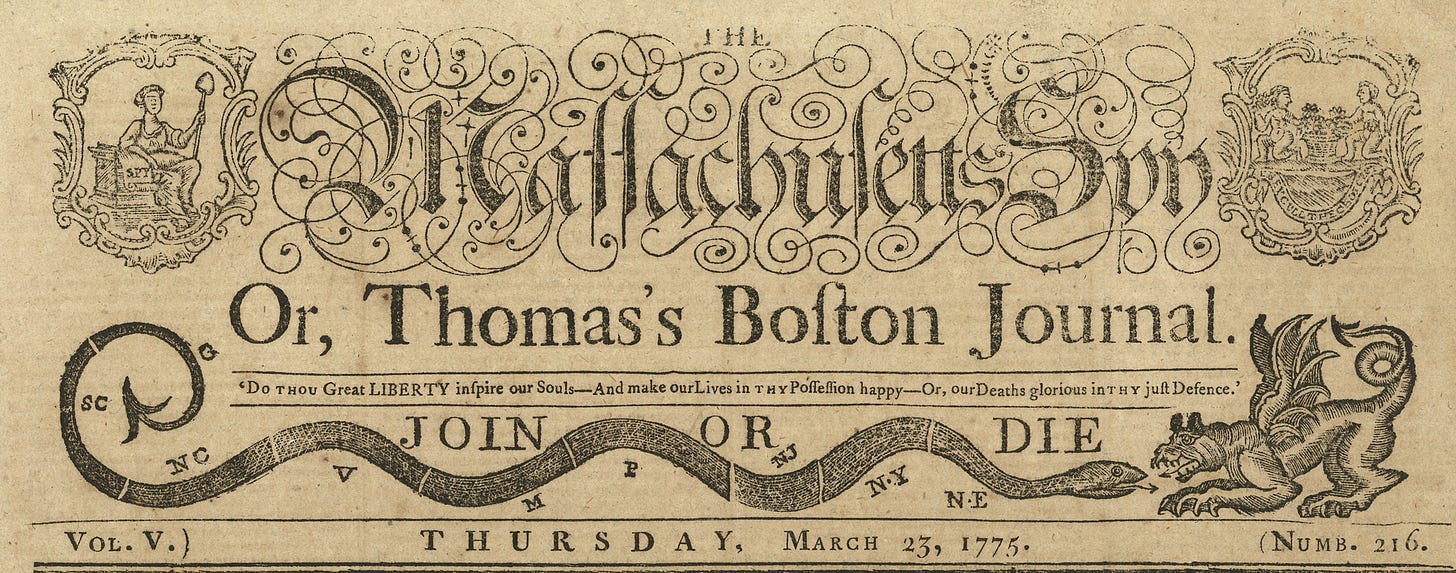 THE
Maſſachuſetts Spy
SPY
Or, Thomas's Boſton Journal.
'Do THOU Great LIBERTY inſpire our Souls—And make our Lives in THY Poſſeſſion happy—Or, our Deaths glorious in THY juſt Defence.'
JOIN OR DIE
G
SC
NC
V
M
P
NJ
N·Y
N·E
VOL. V.) THURSDAY, MARCH 23, 1775. (NUMB. 216.